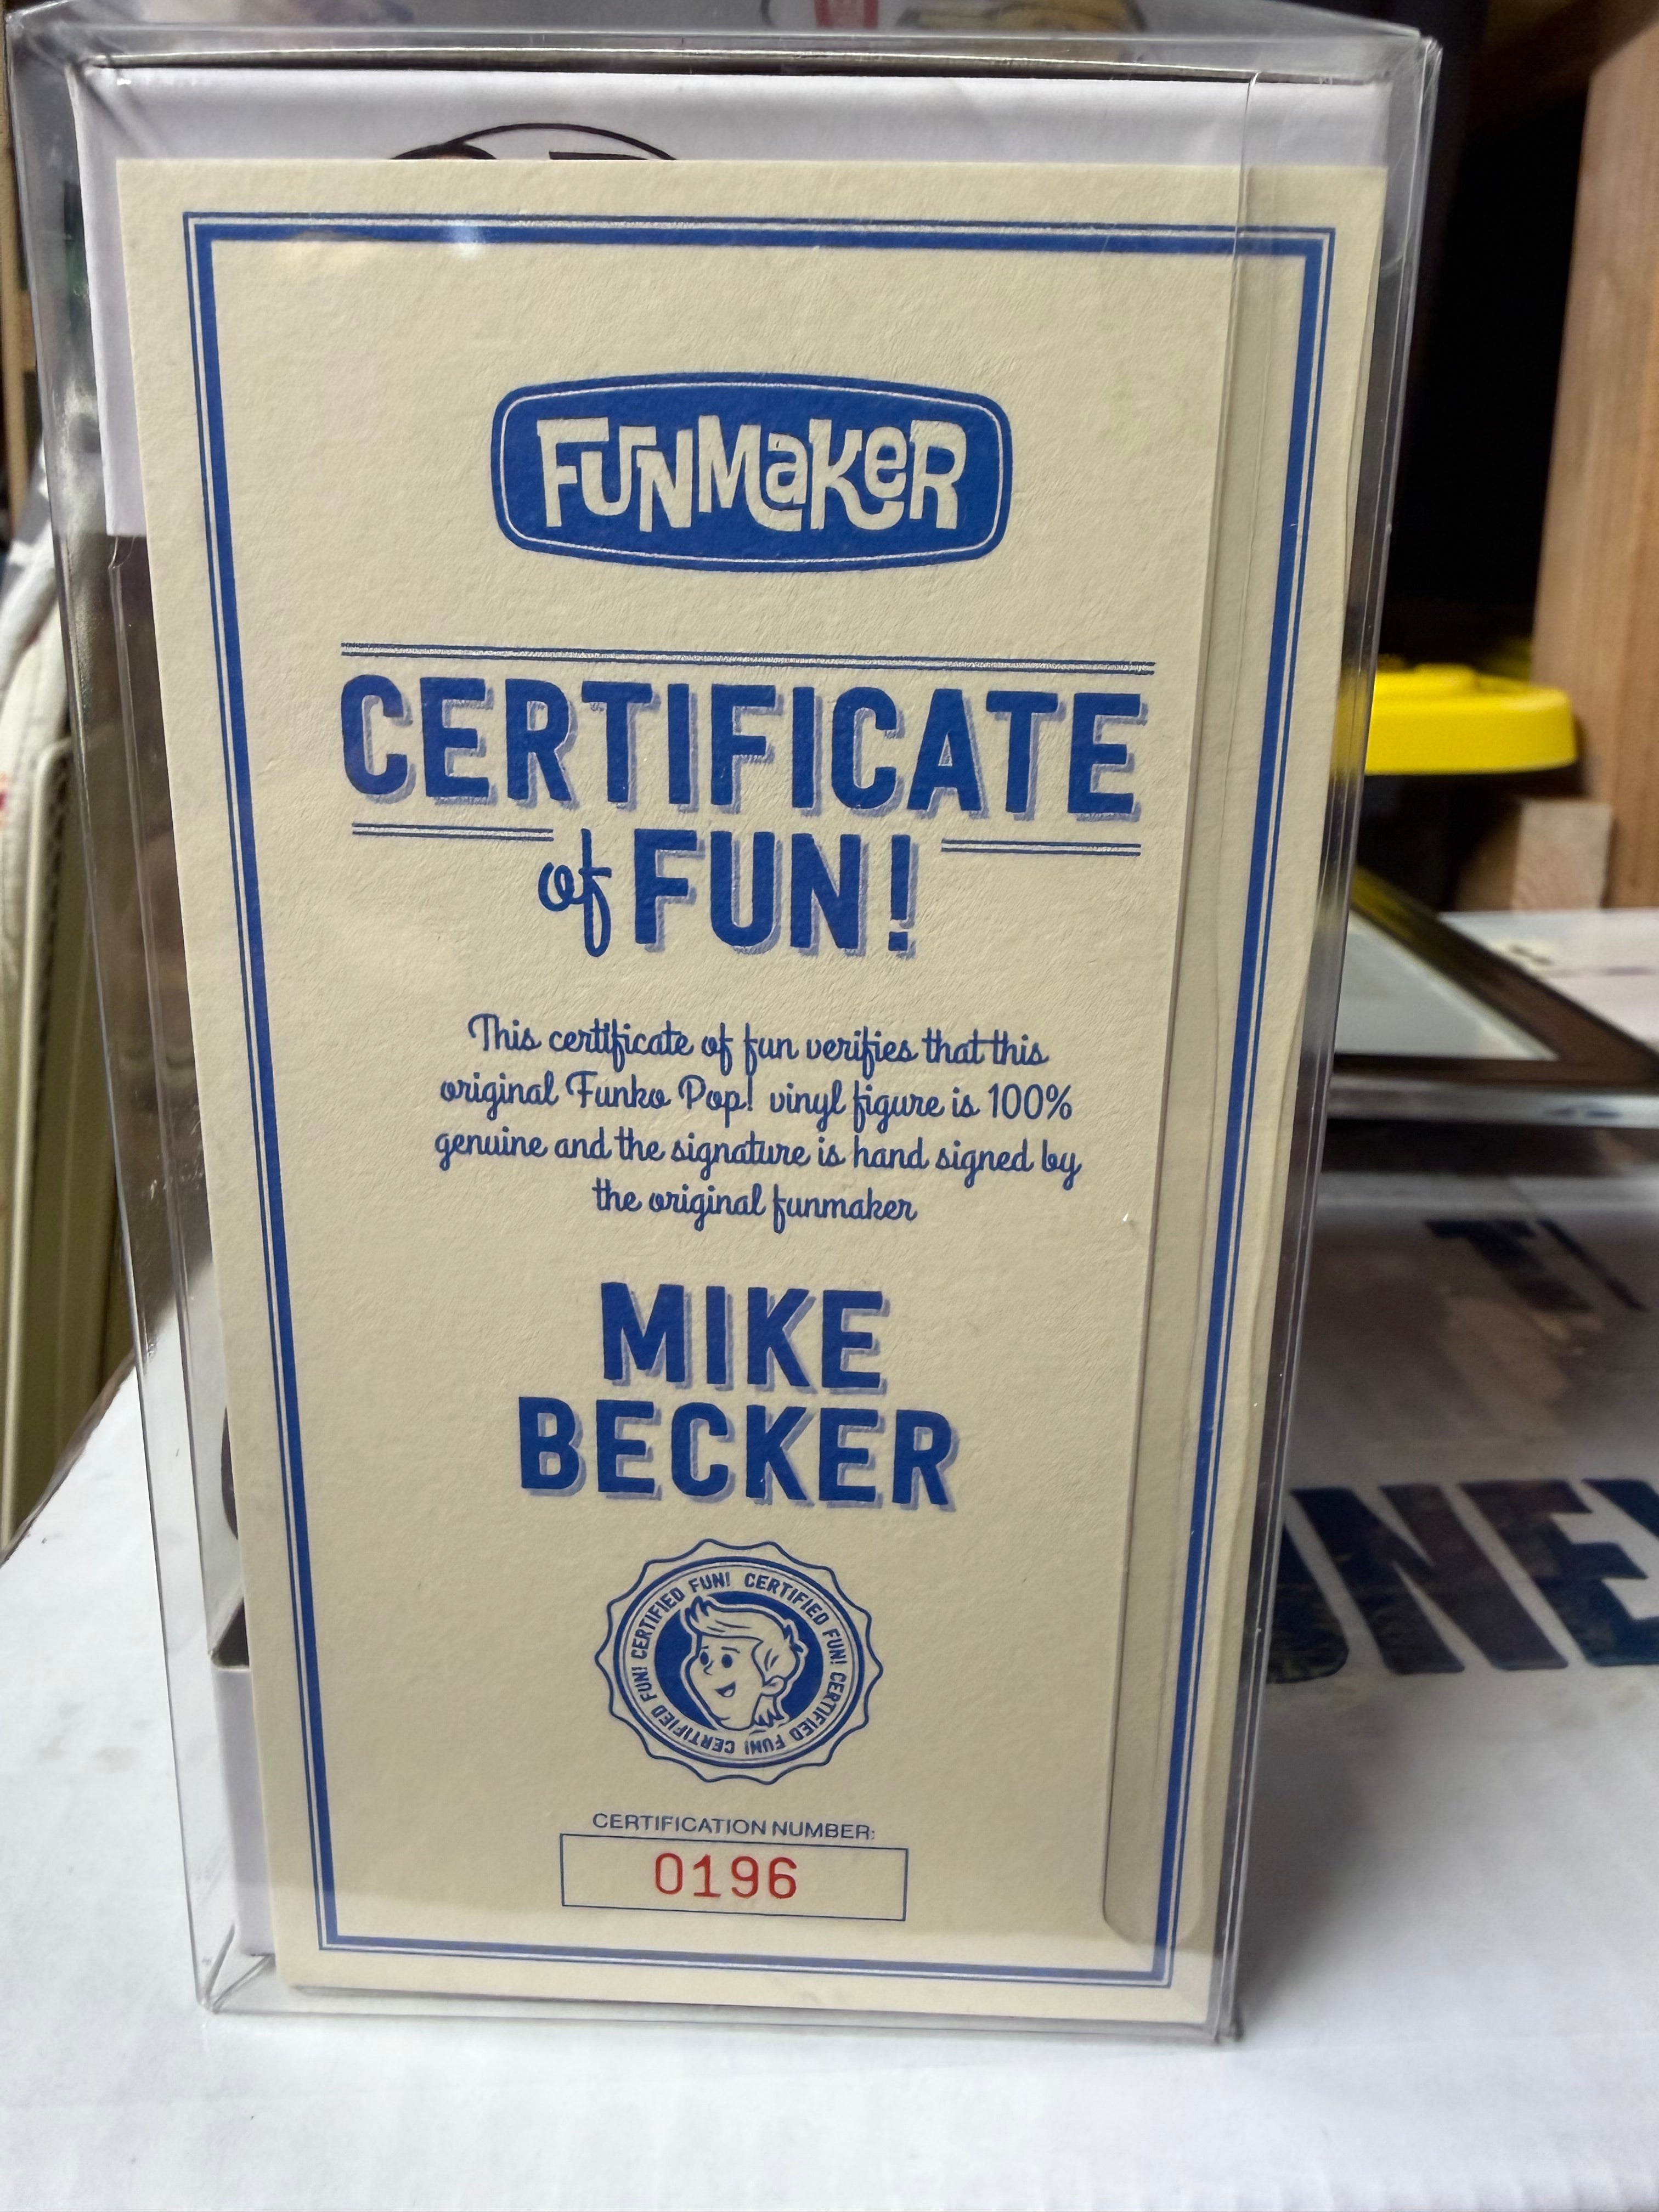 FUNMaKeR
CERTIFICATE
of FUN!
This certificate of fun verifies that this
original Funko Pop! vinyl figure is 100%
genuine and the signature is hand signed by
the original funmaker
MIKE
BECKER
CERTIFIED FUN! CERTIFIED FUN! CERTIFIED FUN! CERTIFIED FUN!
CERTIFICATION NUMBER:
0196